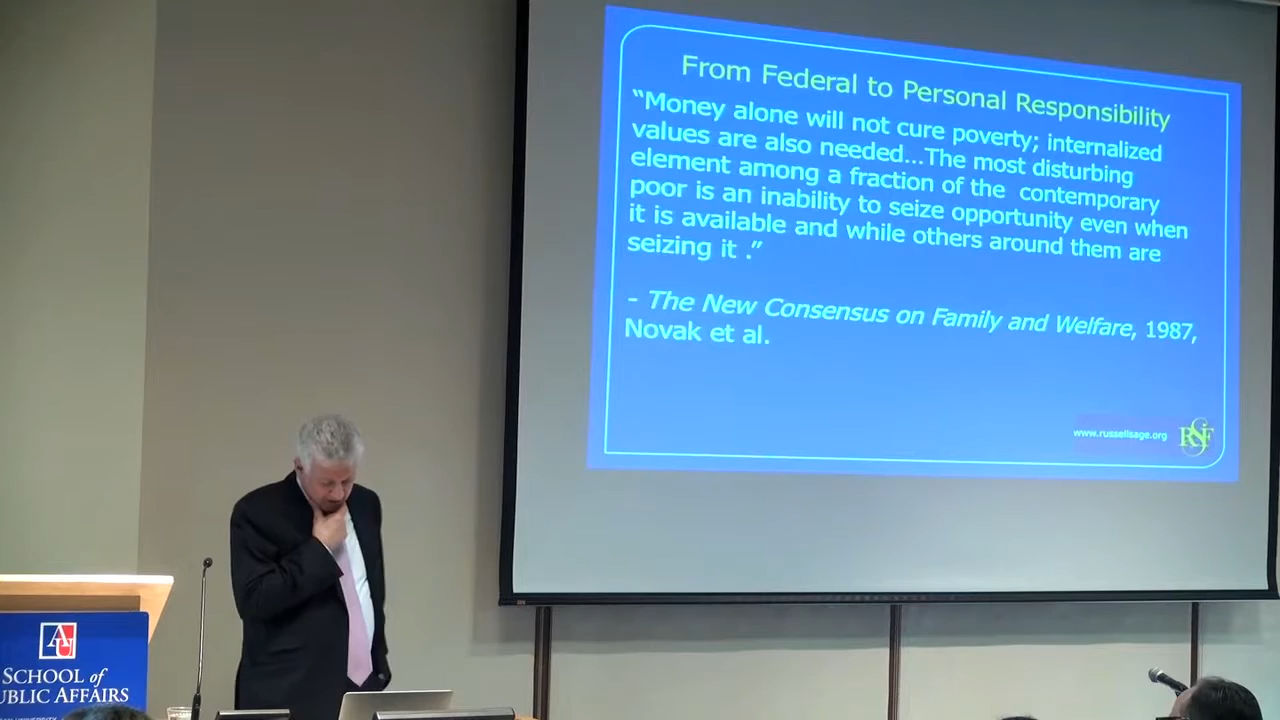 From Federal to Personal Responsibility
“Money alone will not cure poverty; internalized
values are also needed...The most disturbing
element among a fraction of the  contemporary
poor is an inability to seize opportunity even when
it is available and while others around them are
seizing it .”
- The New Consensus on Family and Welfare, 1987,
Novak et al.
www.russellsage.org
RSF
AU
SCHOOL of
UBLIC AFFAIRS